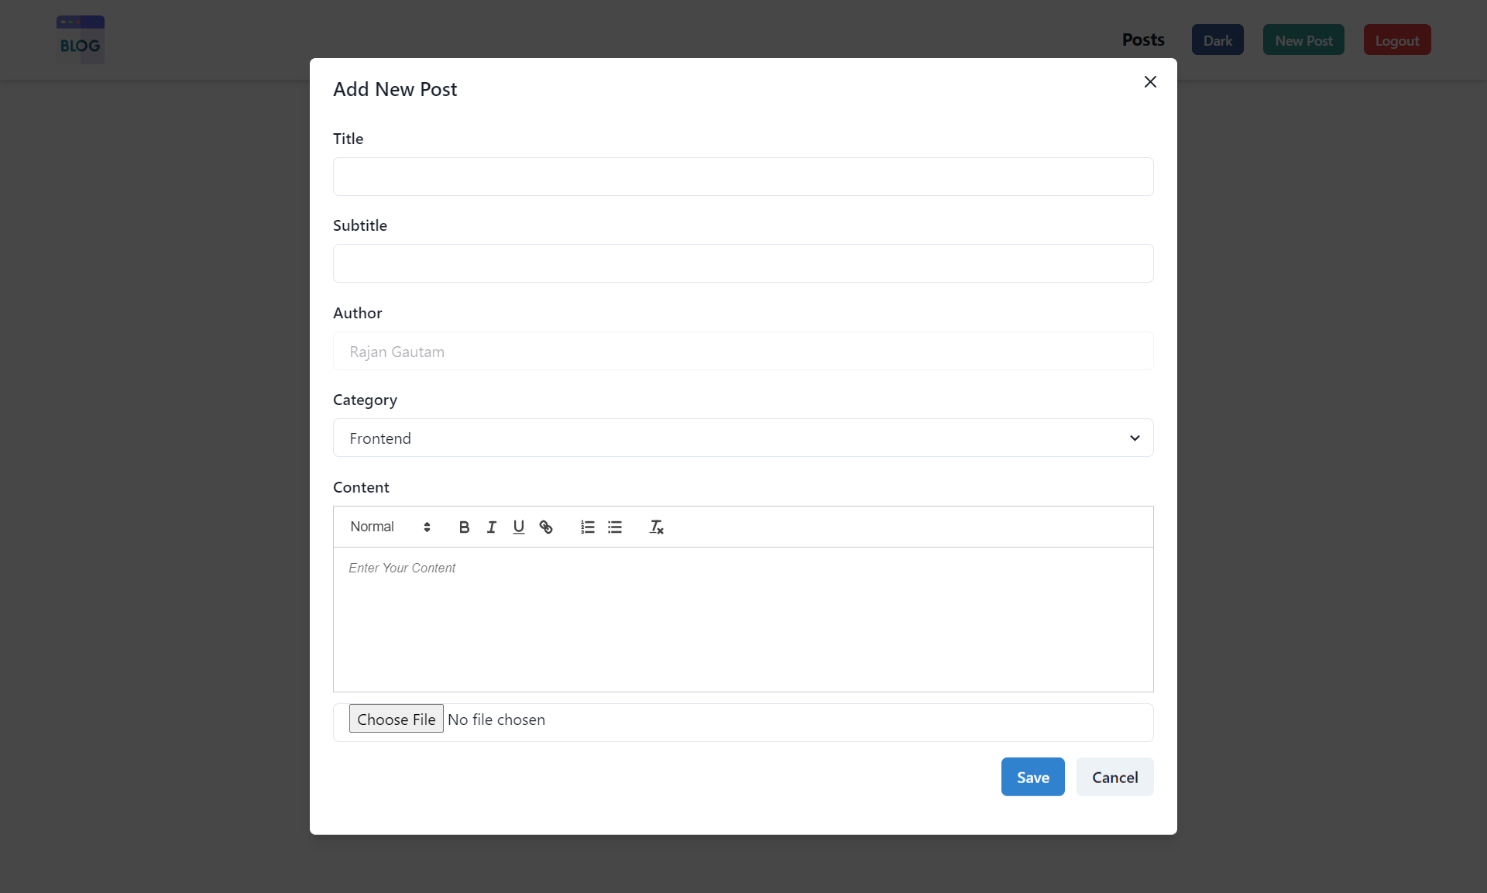 BLOG
Posts
Dark
New Post
Logout
Add New Post
Title
Subtitle
Author
Rajan Gautam
Category
Frontend
Content
Normal
Enter Your Content
Choose File No file chosen
Save
Cancel